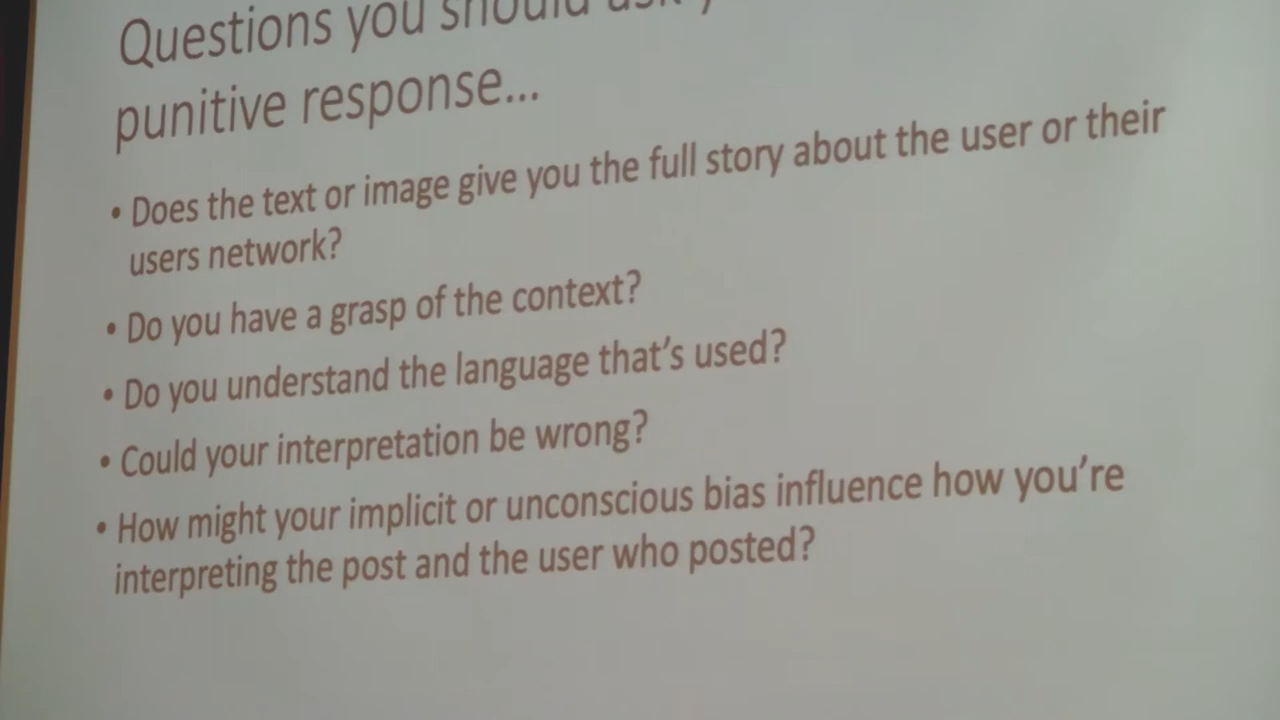 Questions you should ask
punitive response...
• Does the text or image give you the full story about the user or their
users network?
• Do you have a grasp of the context?
• Do you understand the language that's used?
• Could your interpretation be wrong?
• How might your implicit or unconscious bias influence how you're
interpreting the post and the user who posted?